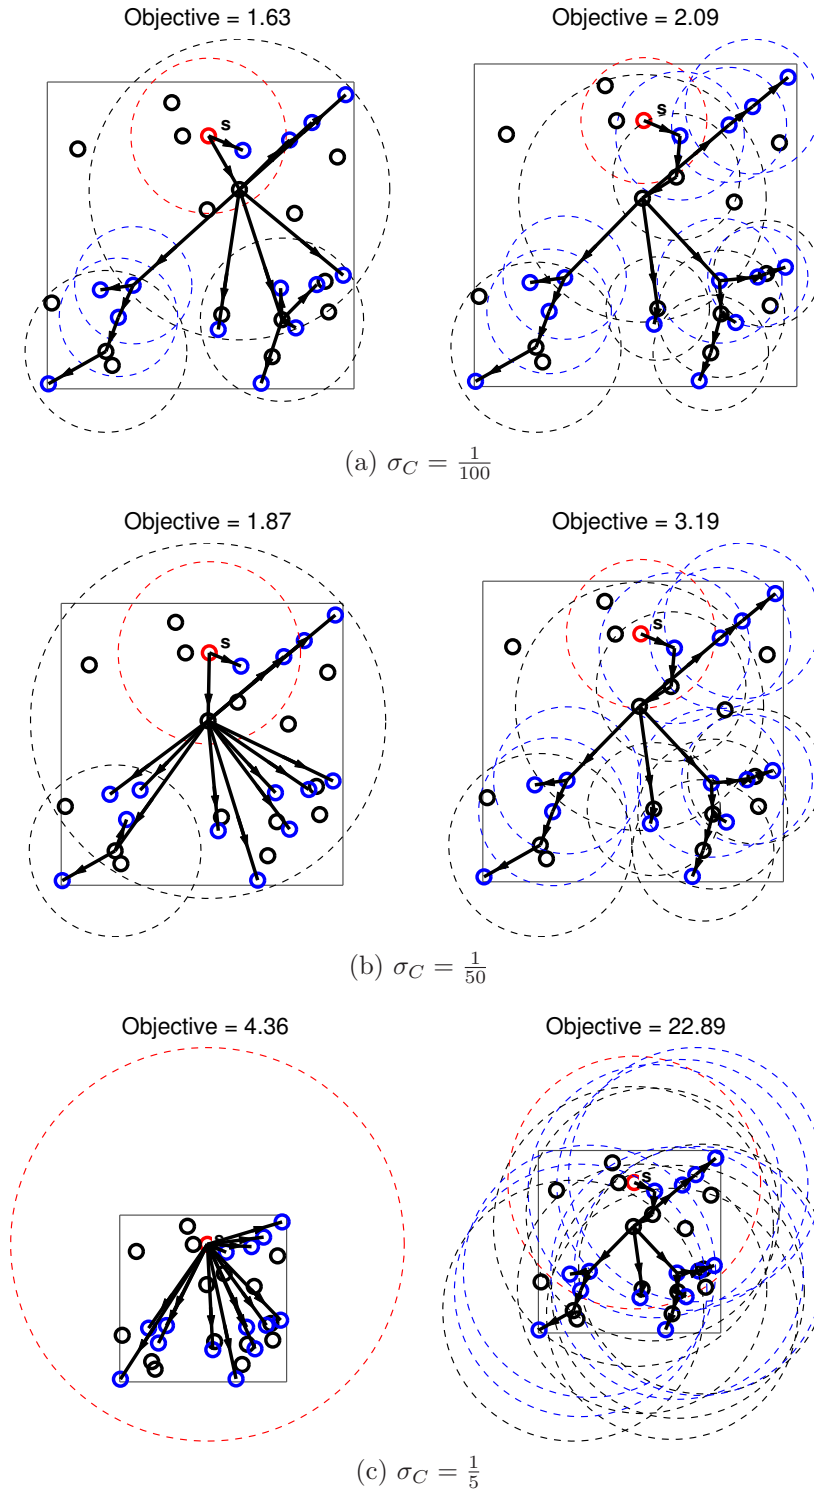 Objective = 1.63 Objective = 2.09
s s
(a) σ_C = 1/100
Objective = 1.87 Objective = 3.19
s s
(b) σ_C = 1/50
Objective = 4.36 Objective = 22.89
s s
(c) σ_C = 1/5